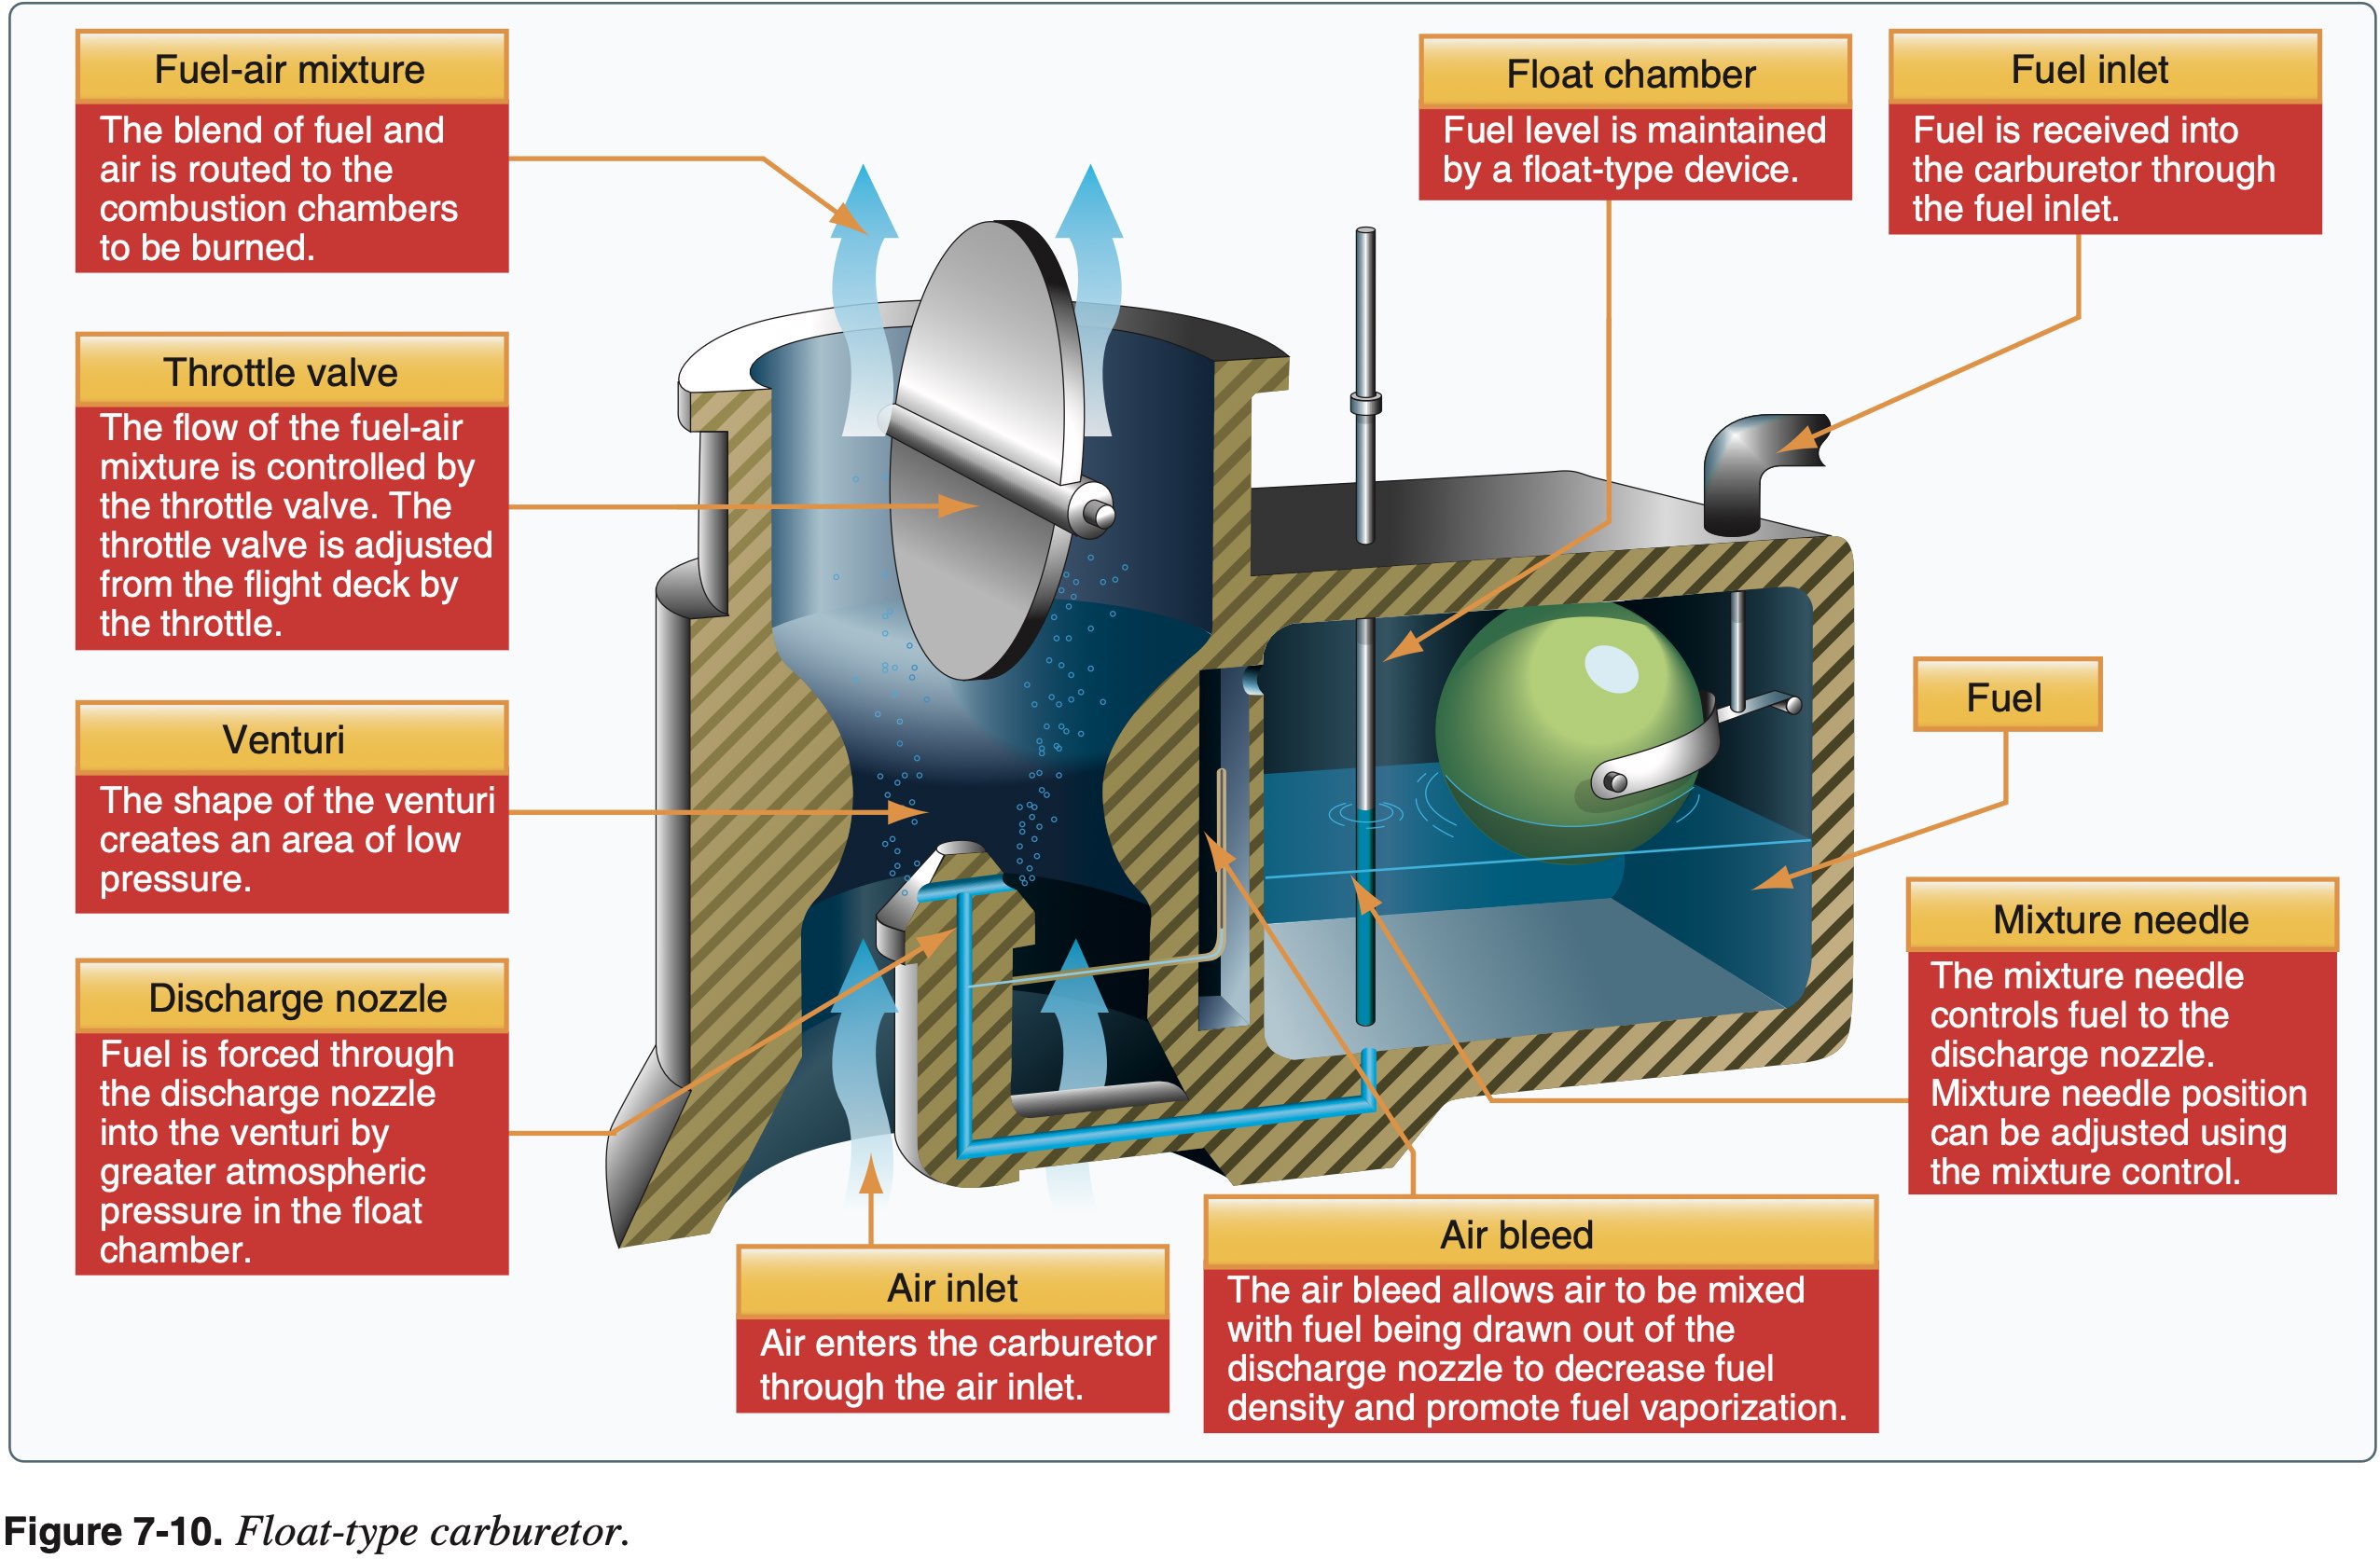 Fuel-air mixture
The blend of fuel and
air is routed to the
combustion chambers
to be burned.
Throttle valve
The flow of the fuel-air
mixture is controlled by
the throttle valve. The
throttle valve is adjusted
from the flight deck by
the throttle.
Venturi
The shape of the venturi
creates an area of low
pressure.
Discharge nozzle
Fuel is forced through
the discharge nozzle
into the venturi by
greater atmospheric
pressure in the float
chamber.
Air inlet
Air enters the carburetor
through the air inlet.
Float chamber
Fuel level is maintained
by a float-type device.
Fuel inlet
Fuel is received into
the carburetor through
the fuel inlet.
Fuel
Mixture needle
The mixture needle
controls fuel to the
discharge nozzle.
Mixture needle position
can be adjusted using
the mixture control.
Air bleed
The air bleed allows air to be mixed
with fuel being drawn out of the
discharge nozzle to decrease fuel
density and promote fuel vaporization.
Figure 7-10. Float-type carburetor.